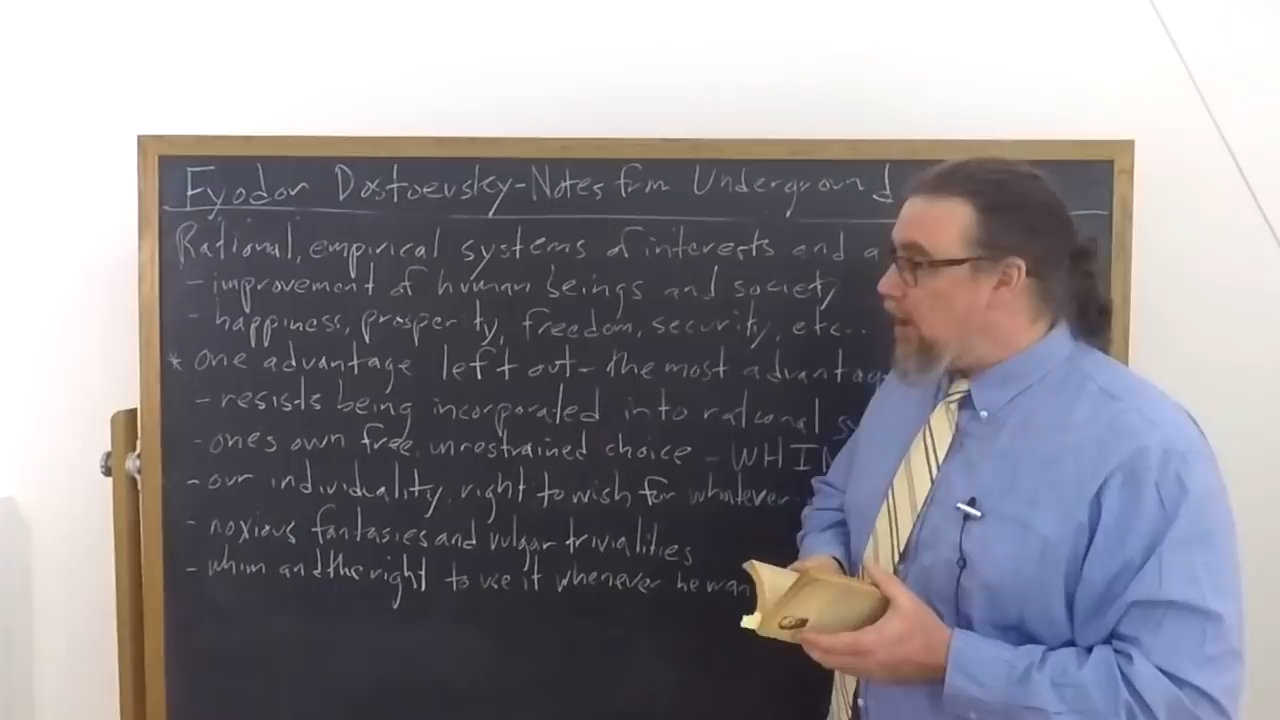 Fyodor Dostoevsky-Notes from Underground
Rational, empirical systems of interests and a
- improvement of human beings and society
- happiness, prosperity, freedom, security, etc..
* one advantage left out - the most advantag
- resists being incorporated into rational sy
- one's own free, unrestrained choice - WHIM
- our individuality, right to wish for whatever
- noxious fantasies and vulgar trivialities
- whim and the right to use it whenever he wan